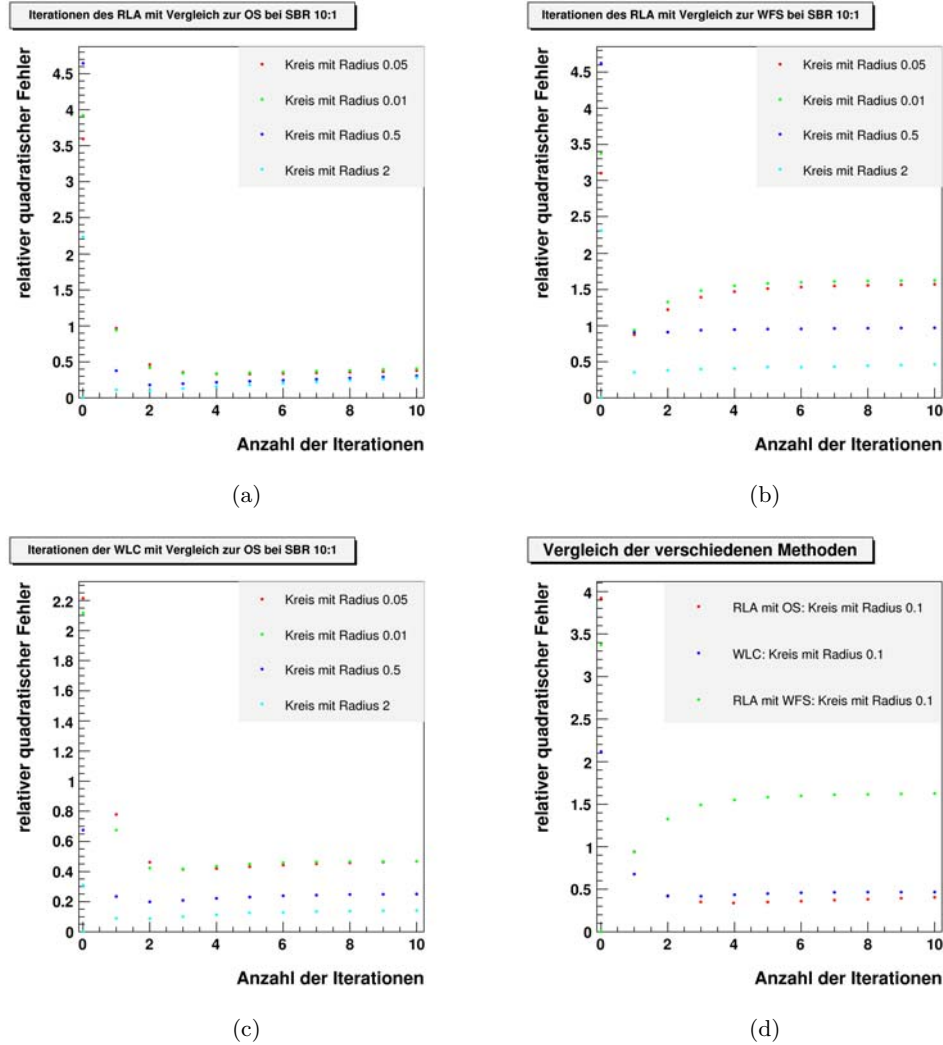 Iterationen des RLA mit Vergleich zur OS bei SBR 10:1
relativer quadratischer Fehler
4.5
4
3.5
3
2.5
2
1.5
1
0.5
0
Kreis mit Radius 0.05
Kreis mit Radius 0.01
Kreis mit Radius 0.5
Kreis mit Radius 2
0 2 4 6 8 10
Anzahl der Iterationen
(a)
Iterationen des RLA mit Vergleich zur WFS bei SBR 10:1
relativer quadratischer Fehler
4.5
4
3.5
3
2.5
2
1.5
1
0.5
0
Kreis mit Radius 0.05
Kreis mit Radius 0.01
Kreis mit Radius 0.5
Kreis mit Radius 2
0 2 4 6 8 10
Anzahl der Iterationen
(b)
Iterationen der WLC mit Vergleich zur OS bei SBR 10:1
relativer quadratischer Fehler
2.2
2
1.8
1.6
1.4
1.2
1
0.8
0.6
0.4
0.2
0
Kreis mit Radius 0.05
Kreis mit Radius 0.01
Kreis mit Radius 0.5
Kreis mit Radius 2
0 2 4 6 8 10
Anzahl der Iterationen
(c)
Vergleich der verschiedenen Methoden
relativer quadratischer Fehler
4
3.5
3
2.5
2
1.5
1
0.5
0
RLA mit OS: Kreis mit Radius 0.1
WLC: Kreis mit Radius 0.1
RLA mit WFS: Kreis mit Radius 0.1
0 2 4 6 8 10
Anzahl der Iterationen
(d)